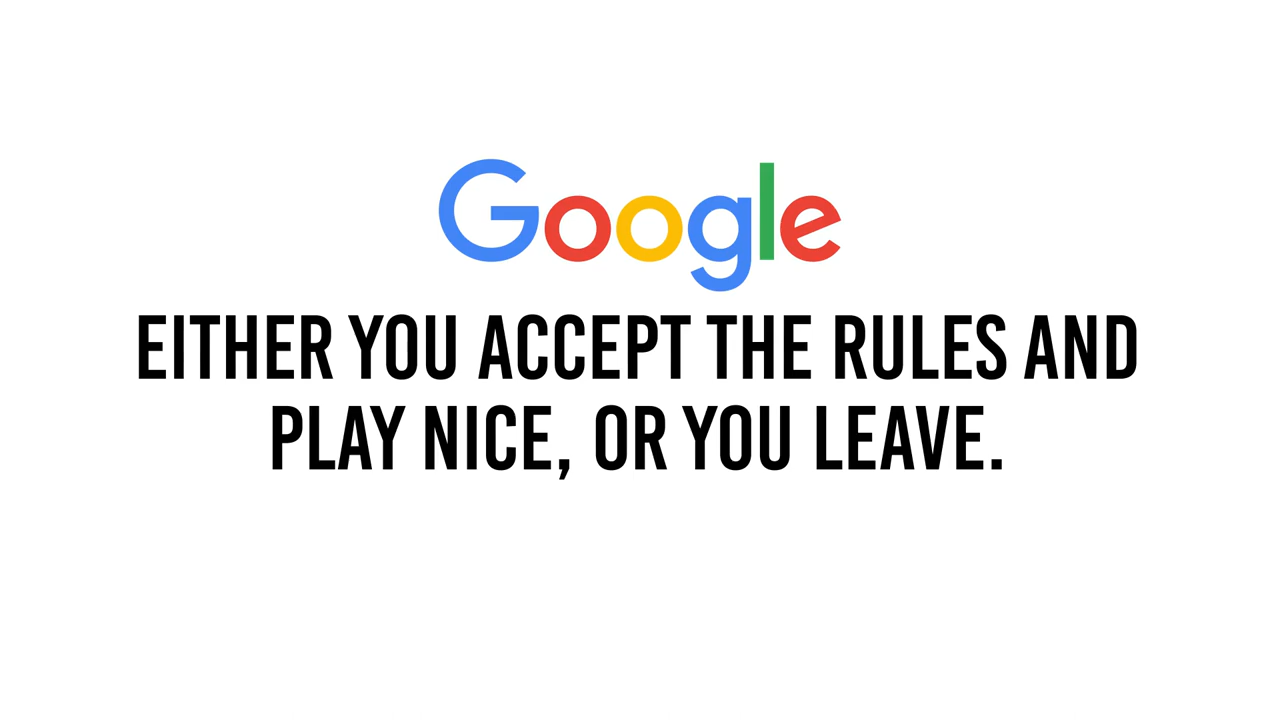 Google
EITHER YOU ACCEPT THE RULES AND
PLAY NICE, OR YOU LEAVE.